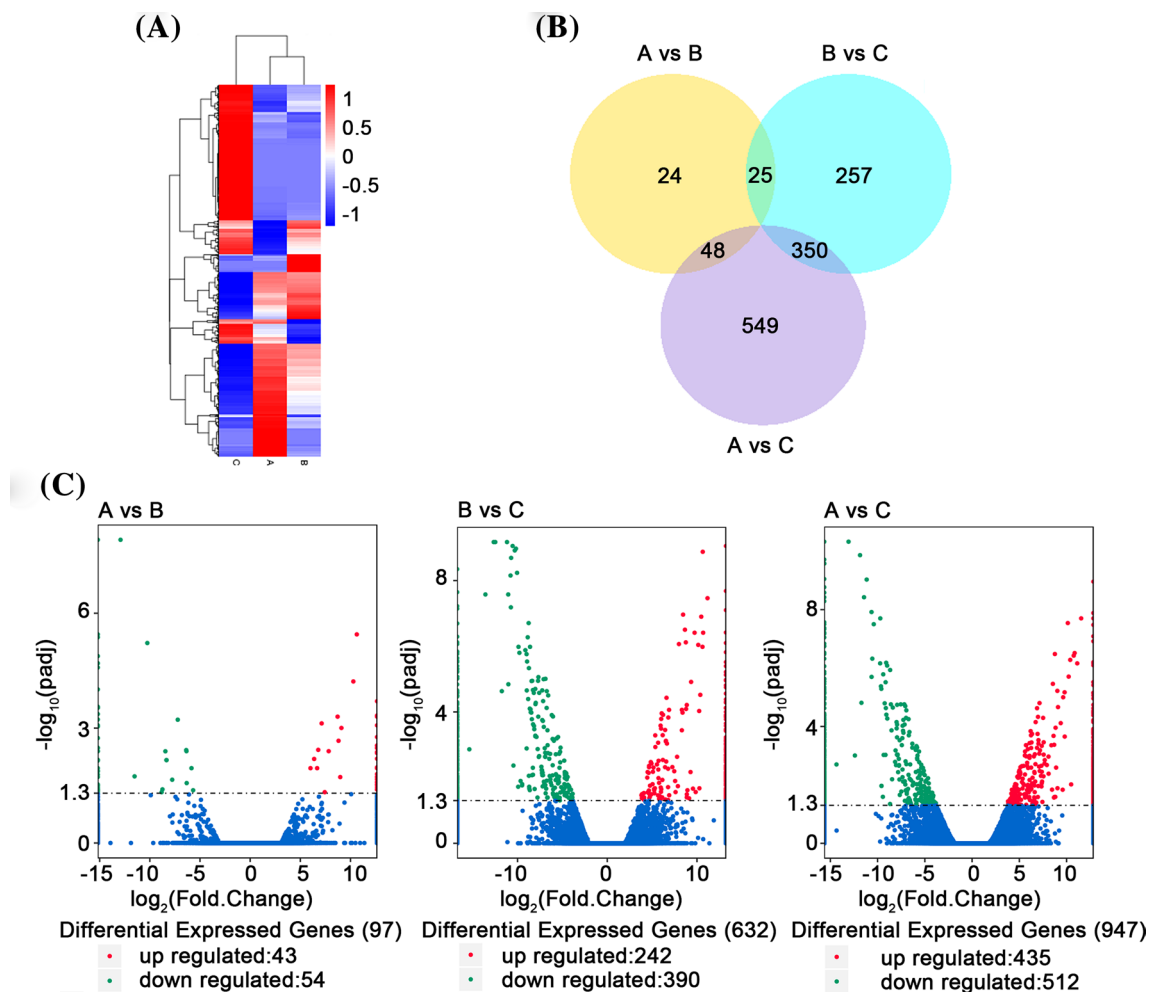 (A)
1
0.5
0
-0.5
-1
C A B
(B)
A vs B
B vs C
24
25
257
48
350
549
A vs C
(C)
A vs B
-log10(padj)
6
3
1.3
0
-15 -10 -5 0 5 10
log2(Fold.Change)
Differential Expressed Genes (97)
up regulated:43
down regulated:54
B vs C
-log10(padj)
8
4
1.3
0
-10 0 10
log2(Fold.Change)
Differential Expressed Genes (632)
up regulated:242
down regulated:390
A vs C
-log10(padj)
8
4
1.3
0
-15 -10 -5 0 5 10
log2(Fold.Change)
Differential Expressed Genes (947)
up regulated:435
down regulated:512